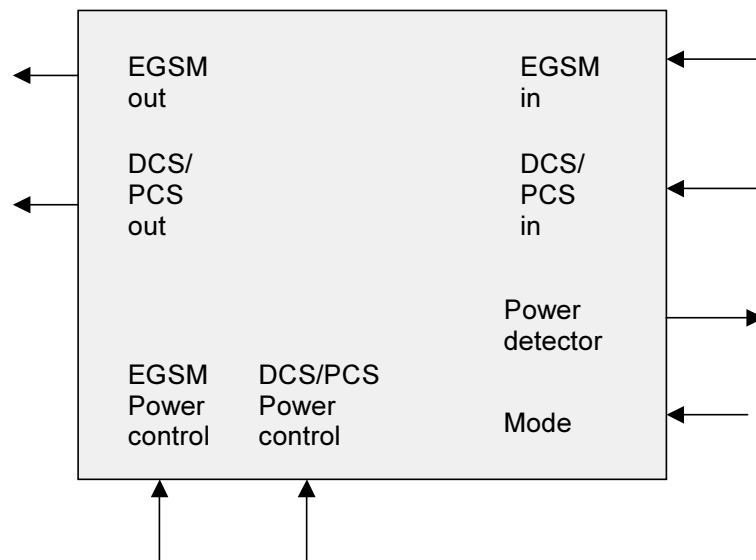 EGSM
out
EGSM
in
DCS/
PCS
out
DCS/
PCS
in
Power
detector
EGSM
Power
control
DCS/PCS
Power
control
Mode